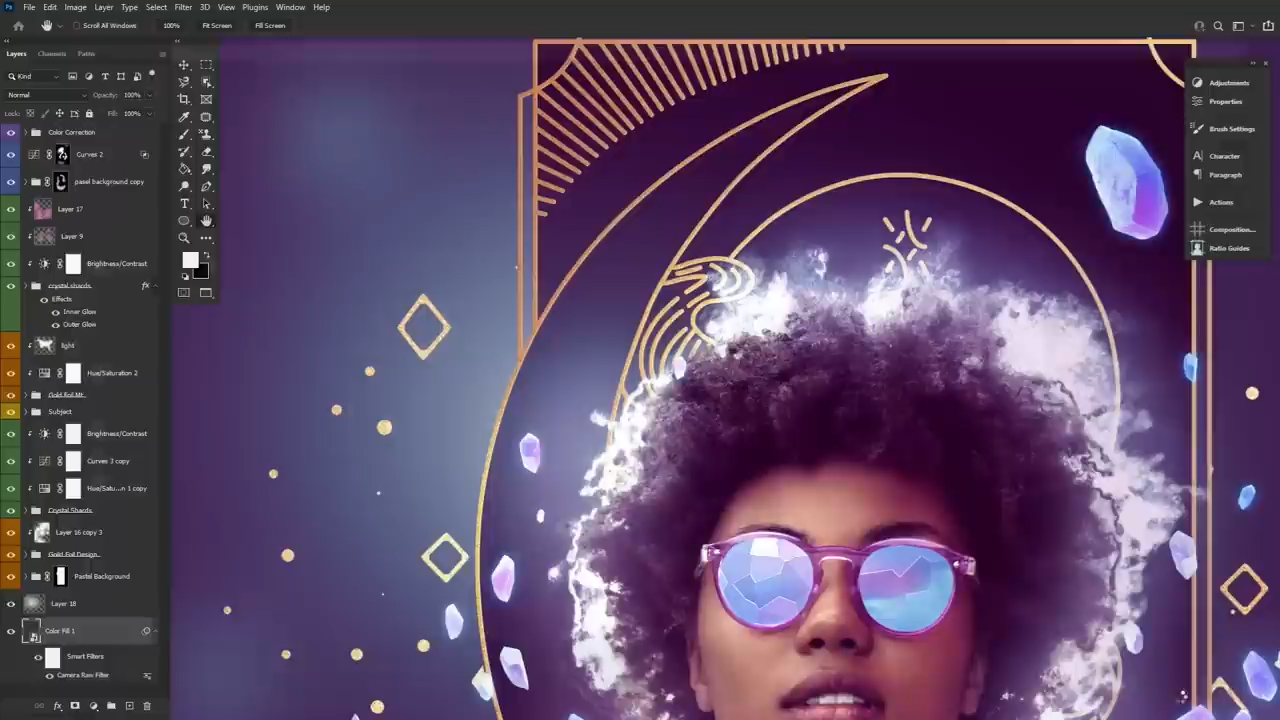 Ps File Edit Image Layer Type Select Filter 3D View Plugins Window Help
Scroll All Windows 100% Fit Screen Fill Screen
Layers Channels Paths
Kind
Normal Opacity: 100%
Lock: Fill: 100%
Color Correction
Curves 2
pasel background copy
Layer 17
Layer 9
Brightness/Contrast
crystal shards fx
Effects
Inner Glow
Outer Glow
light
Hue/Saturation 2
Subject
Brightness/Contrast
Curves 3 copy
Hue/Satu...n 1 copy
Crystal Shards
Layer 16 copy 3
Gold Foil Design
Pastel Background
Layer 18
Color Fill 1
Smart Filters
Camera Raw Filter
fx
Adjustments
Properties
Brush Settings
Character
Paragraph
Actions
Composition...
Ratio Guides